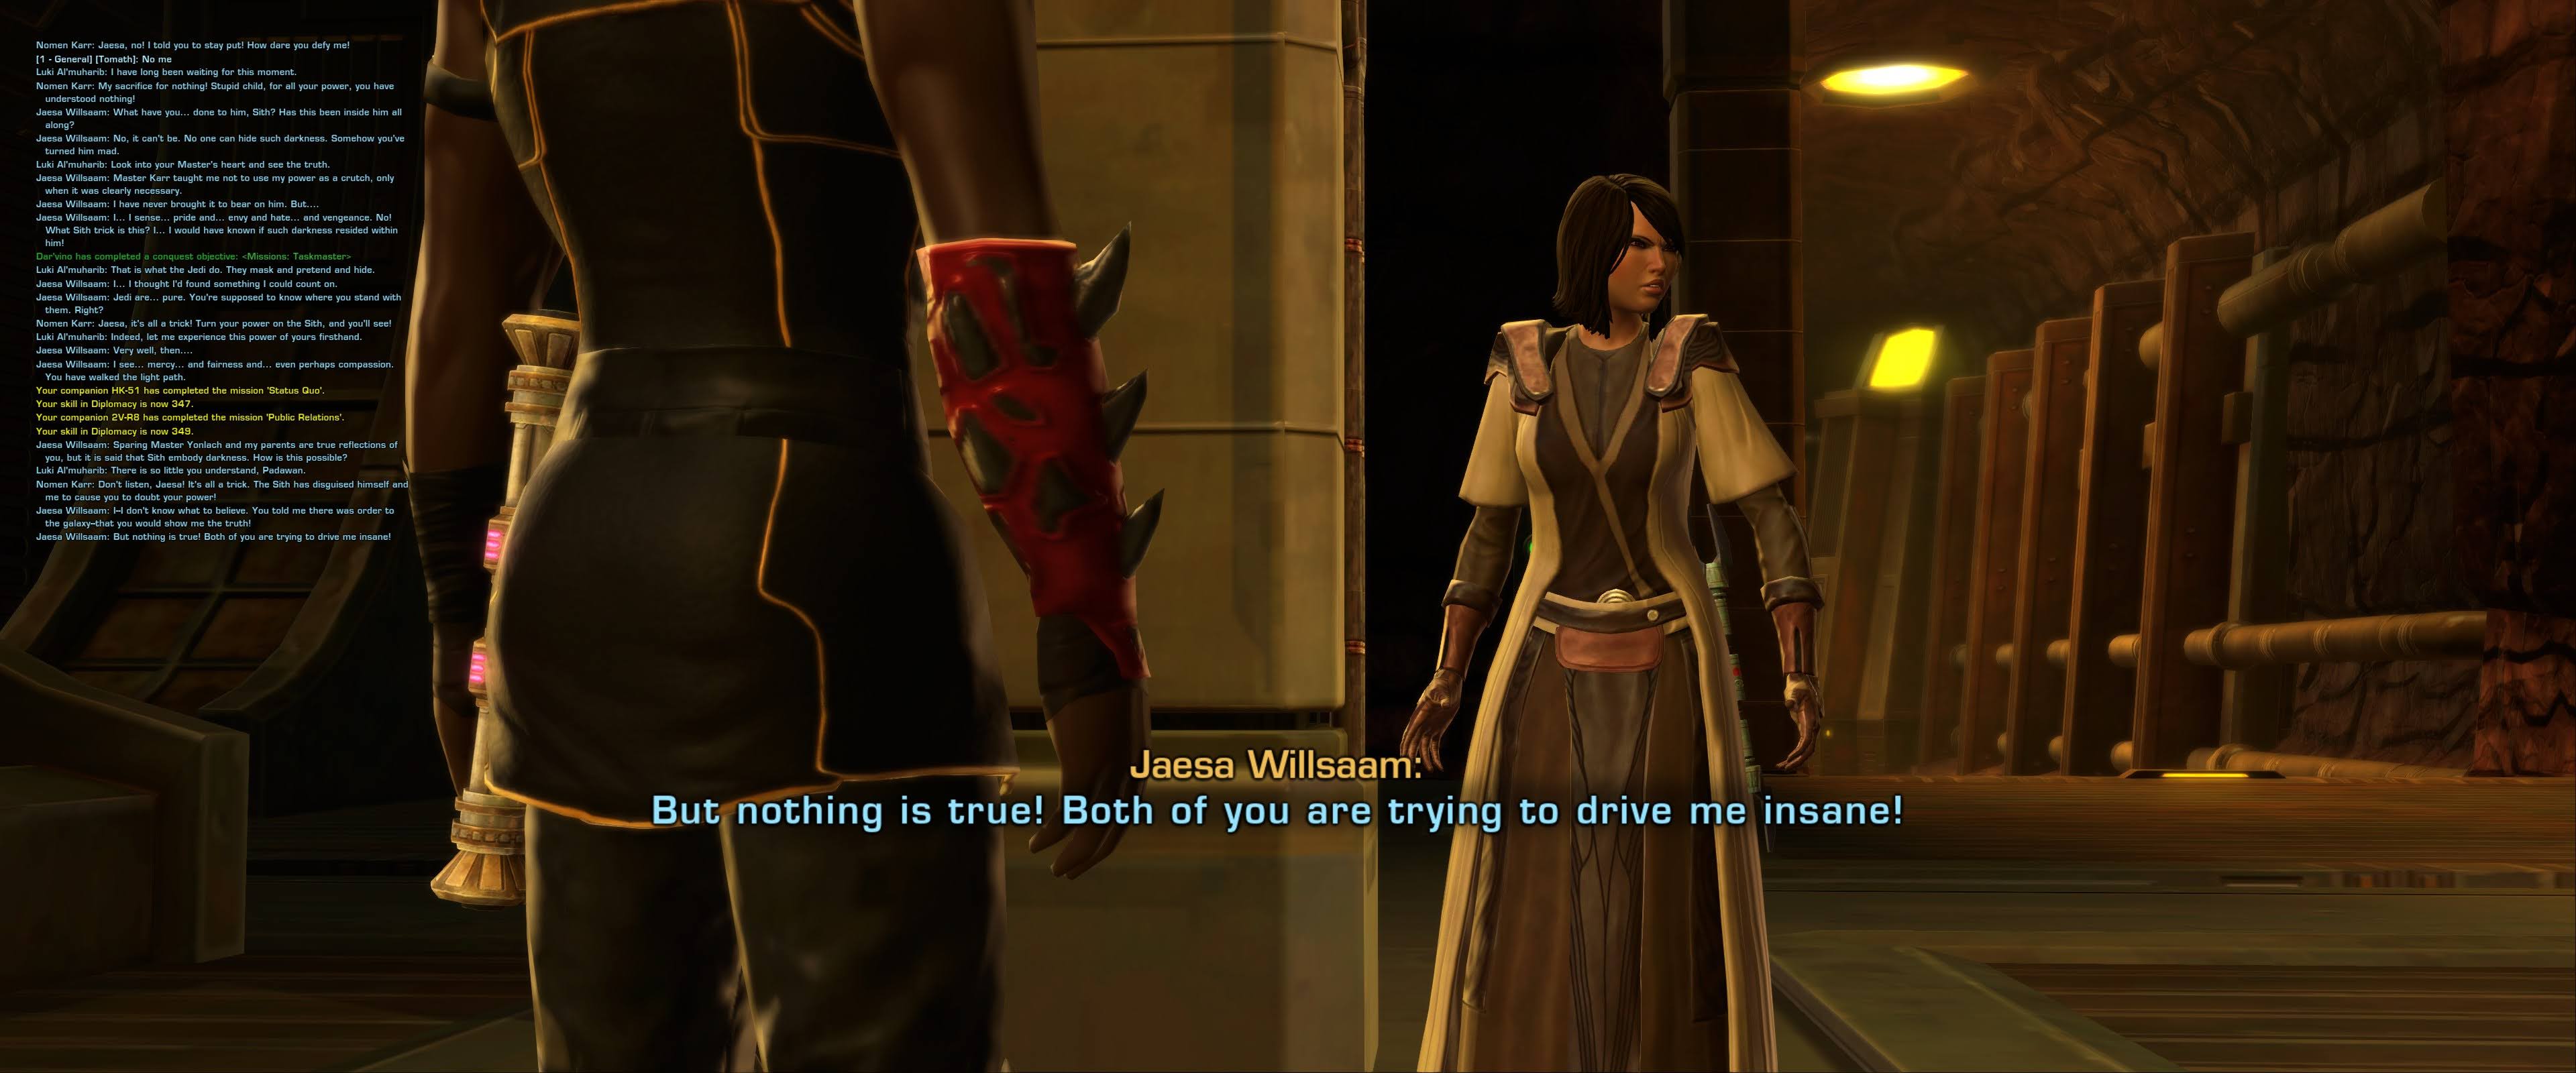 Nomen Karr: Jaesa, no! I told you to stay put! How dare you defy me!
[1 - General] [Tomath]: No me
Luki Al'muharib: I have long been waiting for this moment.
Nomen Karr: My sacrifice for nothing! Stupid child, for all your power, you have
understood nothing!
Jaesa Willsaam: What have you... done to him, Sith? Has this been inside him all
along?
Jaesa Willsaam: No, it can't be. No one can hide such darkness. Somehow you've
turned him mad.
Luki Al'muharib: Look into your Master's heart and see the truth.
Jaesa Willsaam: Master Karr taught me not to use my power as a crutch, only
when it was clearly necessary.
Jaesa Willsaam: I have never brought it to bear on him. But....
Jaesa Willsaam: I... I sense... pride and... envy and hate... and vengeance. No!
What Sith trick is this? I... I would have known if such darkness resided within
him!
Dar'vino has completed a conquest objective: <Missions: Taskmaster>
Luki Al'muharib: That is what the Jedi do. They mask and pretend and hide.
Jaesa Willsaam: I... I thought I'd found something I could count on.
Jaesa Willsaam: Jedi are... pure. You're supposed to know where you stand with
them. Right?
Nomen Karr: Jaesa, it's all a trick! Turn your power on the Sith, and you'll see!
Luki Al'muharib: Indeed, let me experience this power of yours firsthand.
Jaesa Willsaam: Very well, then....
Jaesa Willsaam: I see... mercy... and fairness and... even perhaps compassion.
You have walked the light path.
Your companion HK-51 has completed the mission 'Status Quo'.
Your skill in Diplomacy is now 347.
Your companion 2V-R8 has completed the mission 'Public Relations'.
Your skill in Diplomacy is now 349.
Jaesa Willsaam: Sparing Master Yonlach and my parents are true reflections of
you, but it is said that Sith embody darkness. How is this possible?
Luki Al'muharib: There is so little you understand, Padawan.
Nomen Karr: Don't listen, Jaesa! It's all a trick. The Sith has disguised himself and
me to cause you to doubt your power!
Jaesa Willsaam: I–I don't know what to believe. You told me there was order to
the galaxy–that you would show me the truth!
Jaesa Willsaam: But nothing is true! Both of you are trying to drive me insane!
Jaesa Willsaam:
But nothing is true! Both of you are trying to drive me insane!